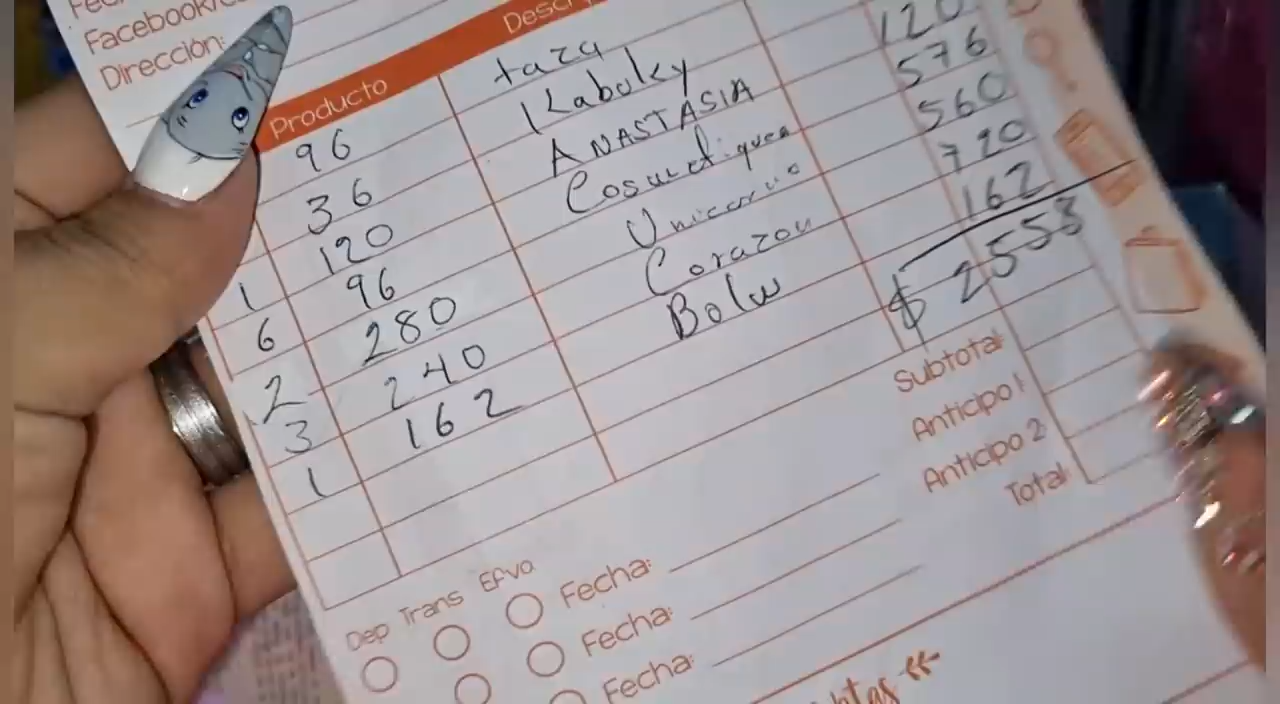 Facebook/
Dirección:
Producto
96 taza 120
36 Kabuky 576
1 120 ANASTASIA 560
6 96 Cosmetiquera 720
2 280 Unicornio 162
3 240 Corazon $ 2558
1 162 Bolw
Subtotal:
Anticipo 1:
Anticipo 2:
Total:
Dep Trans Efvo
Fecha:
Fecha:
Fecha: